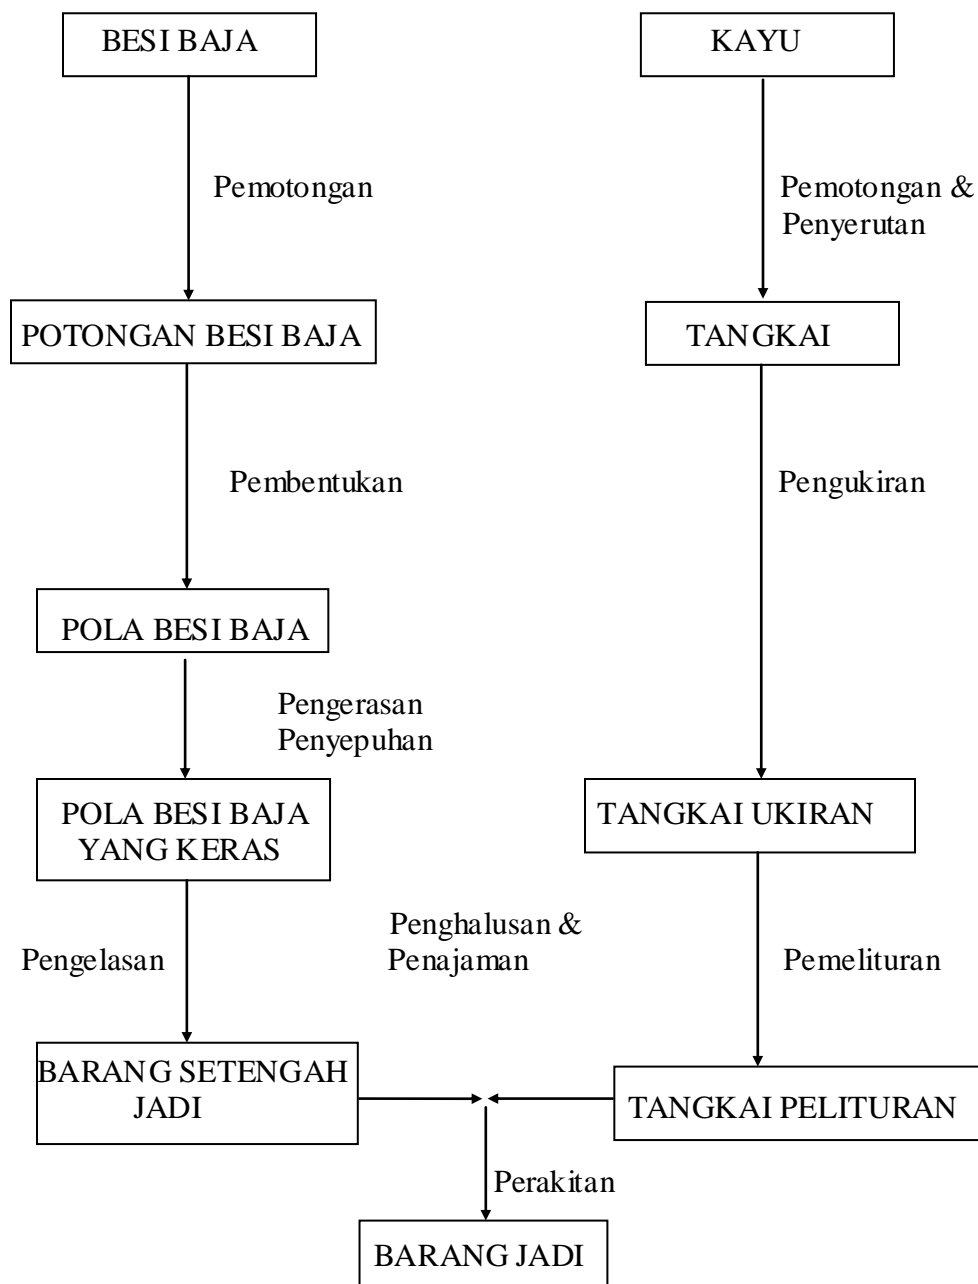 BESI BAJA
KAYU
Pemotongan
Pemotongan &
Penyerutan
POTONGAN BESI BAJA
TANGKAI
Pembentukan
Pengukiran
POLA BESI BAJA
Pengerasan
Penyepuhan
POLA BESI BAJA
YANG KERAS
TANGKAI UKIRAN
Pengelasan
Penghalusan &
Penajaman
Pemelituran
BARANG SETENGAH
JADI
TANGKAI PELITURAN
Perakitan
BARANG JADI